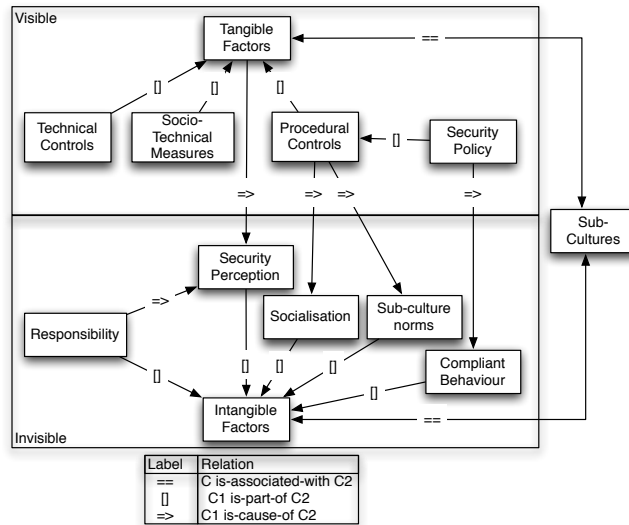 Visible
Tangible
Factors
==
[]
[]
[]
Technical
Controls
Socio-
Technical
Measures
Procedural
Controls
[]
Security
Policy
=>
=>
=>
=>
Sub-
Cultures
Security
Perception
=>
Responsibility
Socialisation
Sub-culture
norms
Compliant
Behaviour
[]
[]
[]
[]
[]
Intangible
Factors
==
Invisible
Label Relation
== C is-associated-with C2
[] C1 is-part-of C2
=> C1 is-cause-of C2